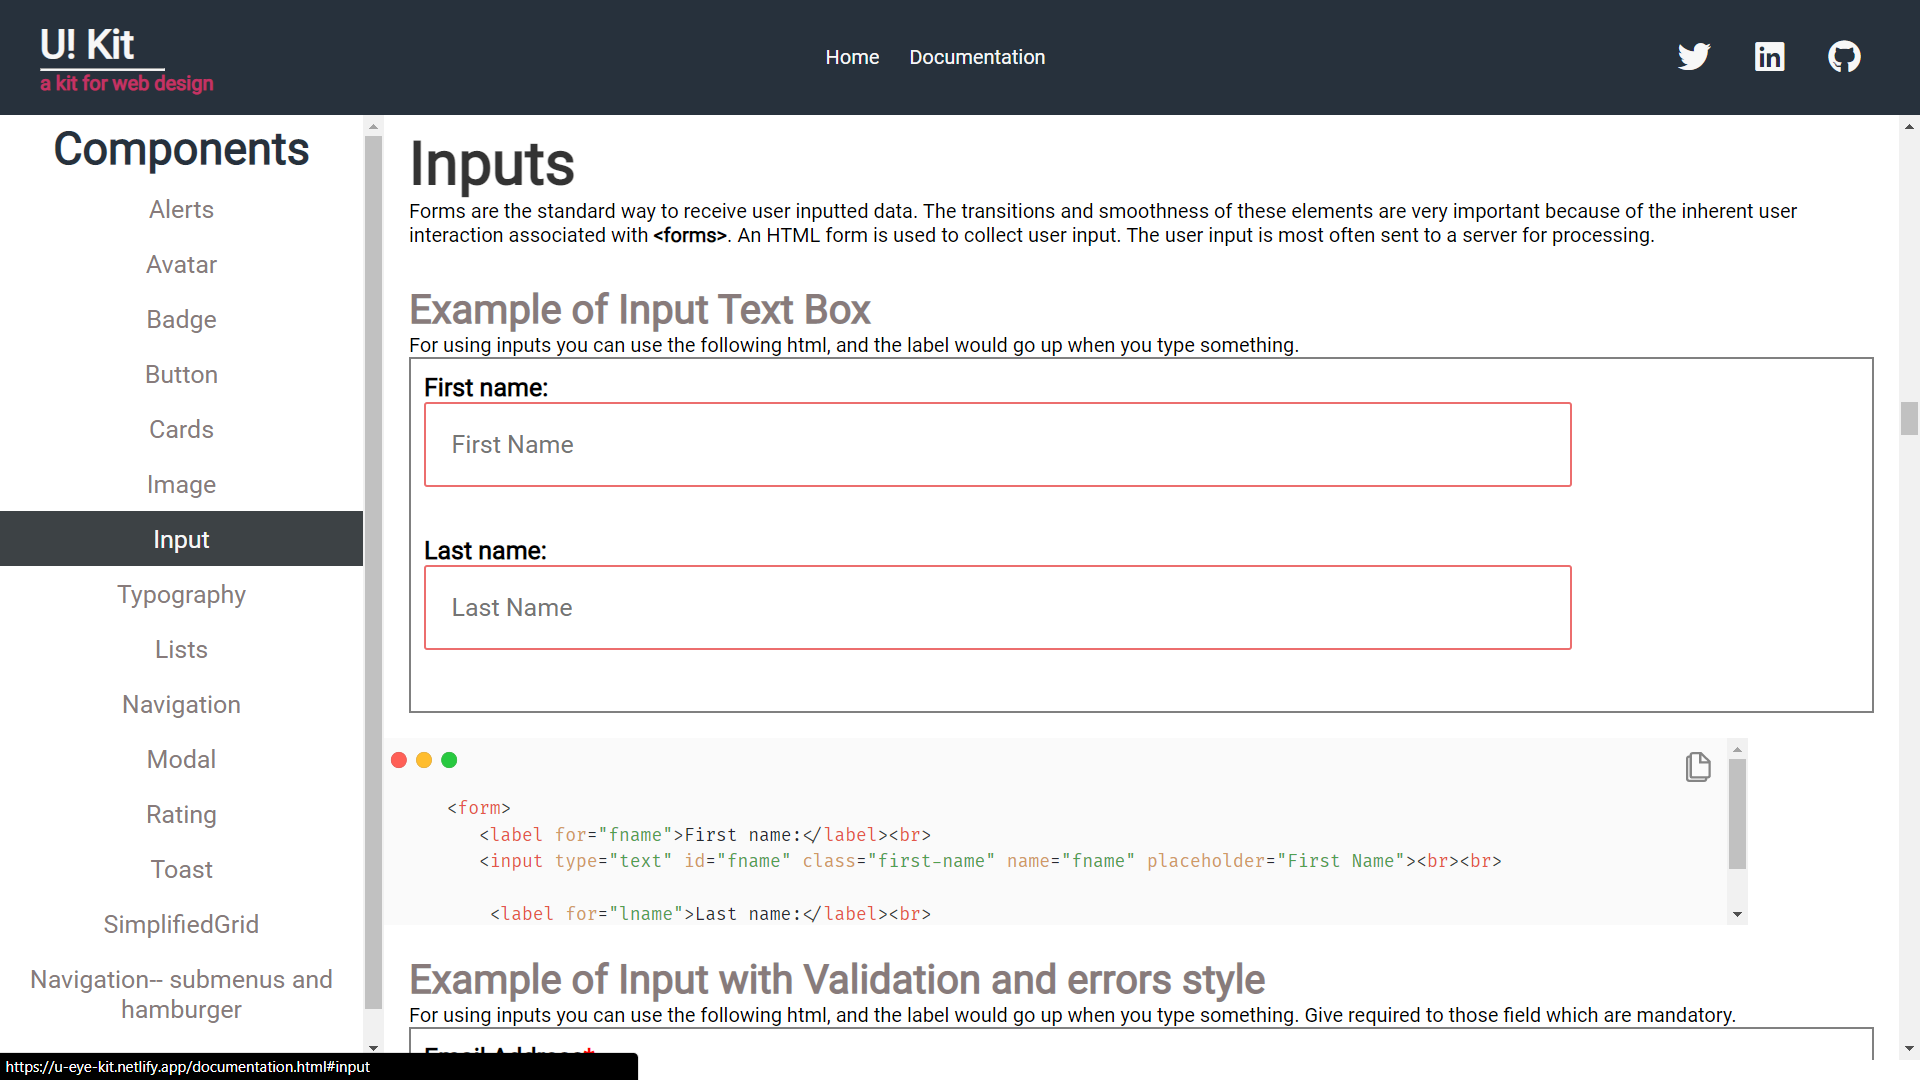 U! Kit
a kit for web design
Home
Documentation
Components
Alerts
Avatar
Badge
Button
Cards
Image
Input
Typography
Lists
Navigation
Modal
Rating
Toast
SimplifiedGrid
Navigation-- submenus and
hamburger
Inputs
Forms are the standard way to receive user inputted data. The transitions and smoothness of these elements are very important because of the inherent user
interaction associated with <forms>. An HTML form is used to collect user input. The user input is most often sent to a server for processing.
Example of Input Text Box
For using inputs you can use the following html, and the label would go up when you type something.
First name:
First Name
Last name:
Last Name
<form>
<label for="fname">First name:</label><br>
<input type="text" id="fname" class="first-name" name="fname" placeholder="First Name"><br><br>
<label for="lname">Last name:</label><br>
Example of Input with Validation and errors style
For using inputs you can use the following html, and the label would go up when you type something. Give required to those field which are mandatory.
Email Address*
https://u-eye-kit.netlify.app/documentation.html#input